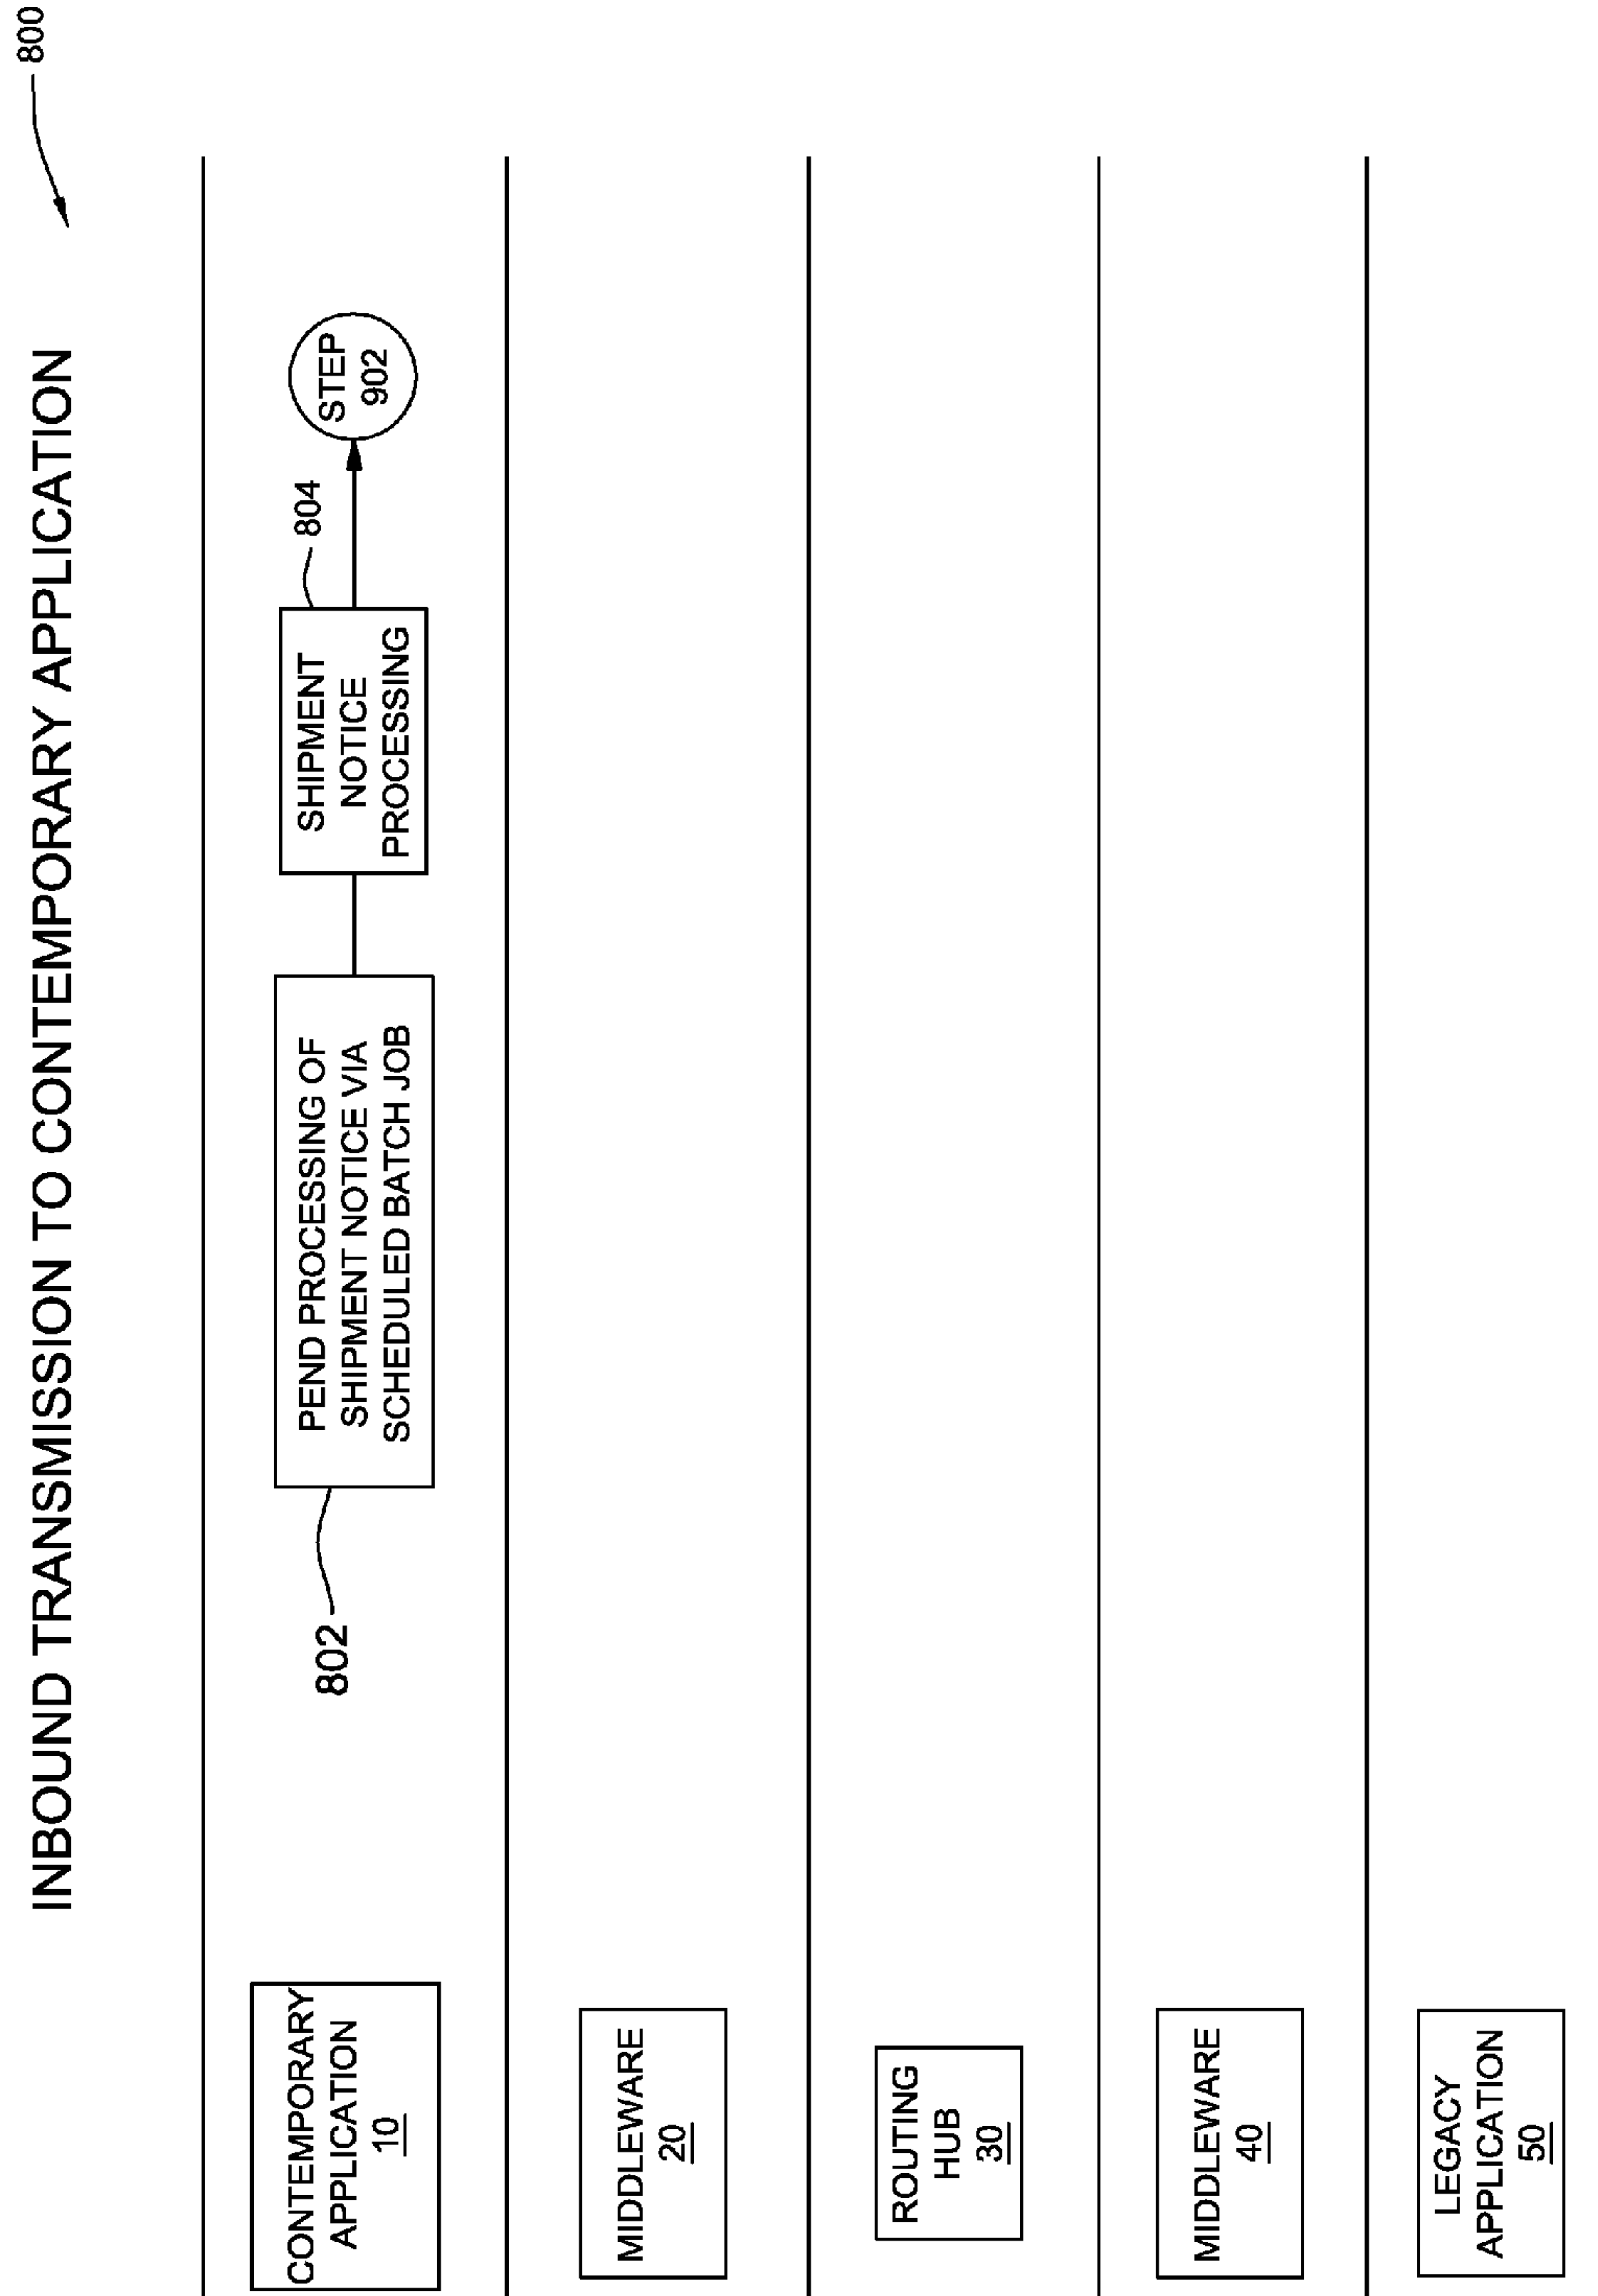 INBOUND TRANSMISSION TO CONTEMPORARY APPLICATION
800
CONTEMPORARY
APPLICATION
10
802
PEND PROCESSING OF
SHIPMENT NOTICE VIA
SCHEDULED BATCH JOB
SHIPMENT
NOTICE
PROCESSING
804
STEP
902
MIDDLEWARE
20
ROUTING
HUB
30
MIDDLEWARE
40
LEGACY
APPLICATION
50